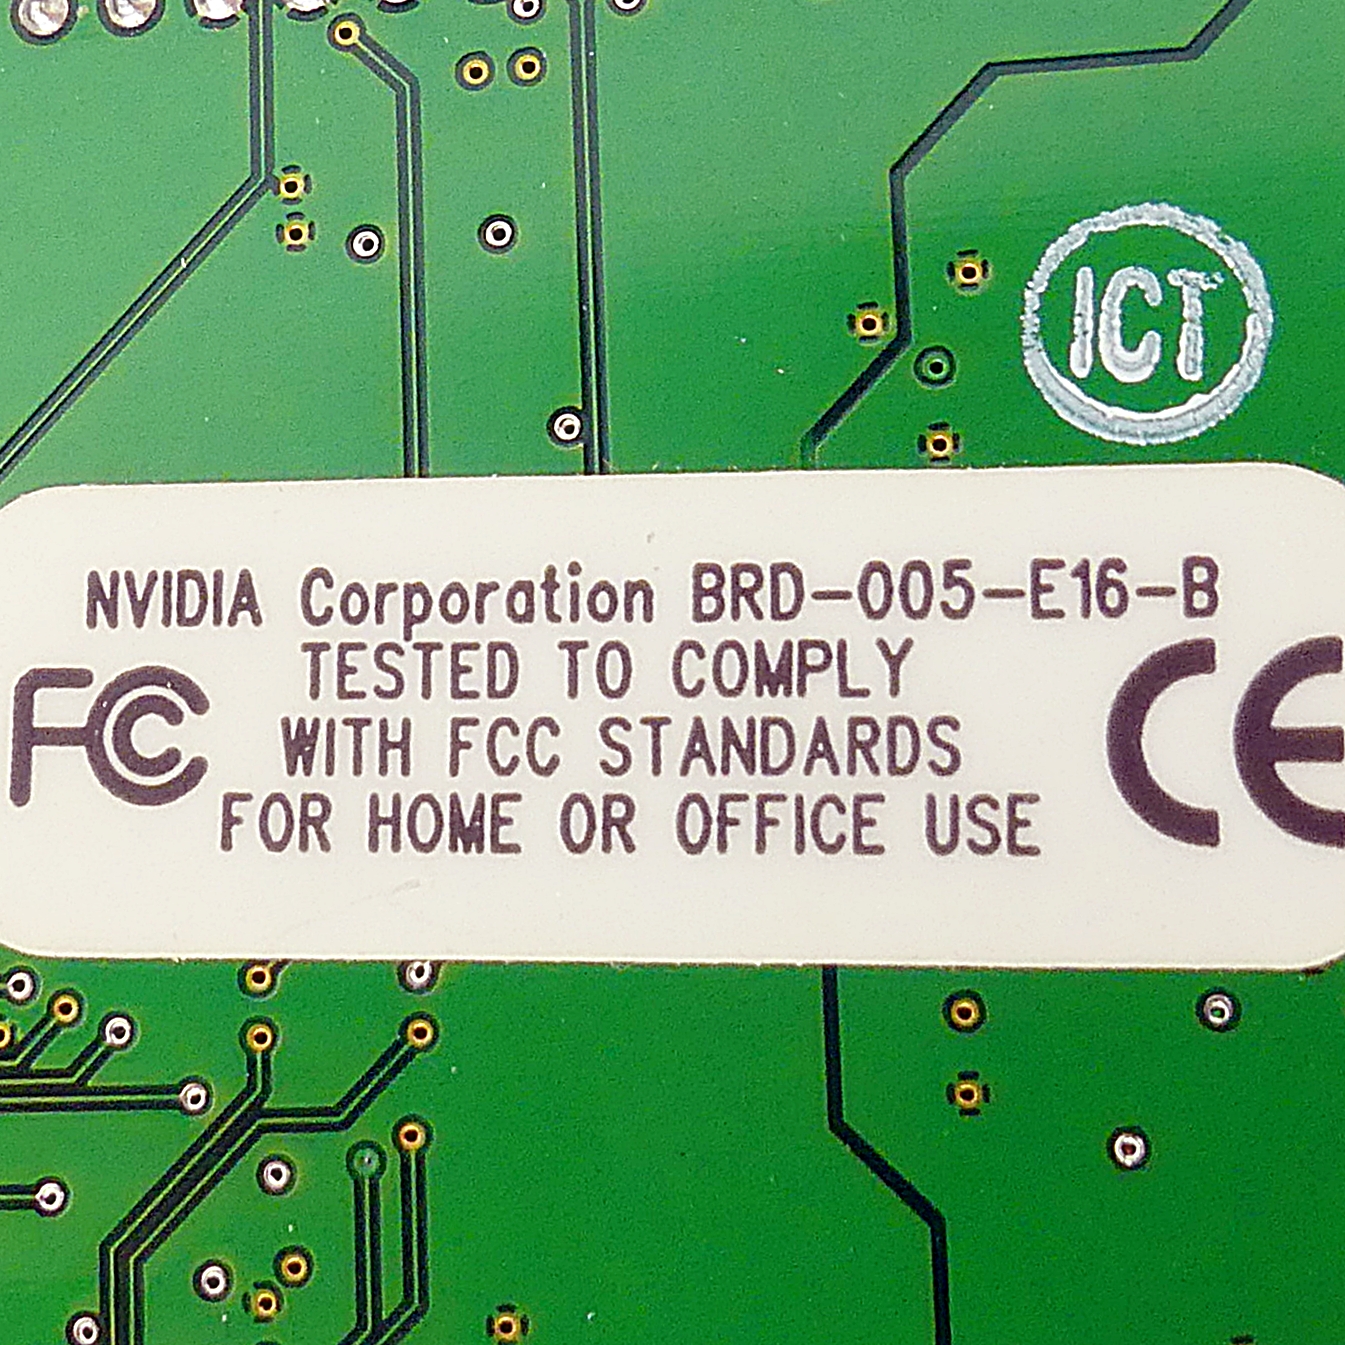 ICT
NVIDIA Corporation BRD-005-E16-B
TESTED TO COMPLY
WITH FCC STANDARDS
FOR HOME OR OFFICE USE
FC
CE